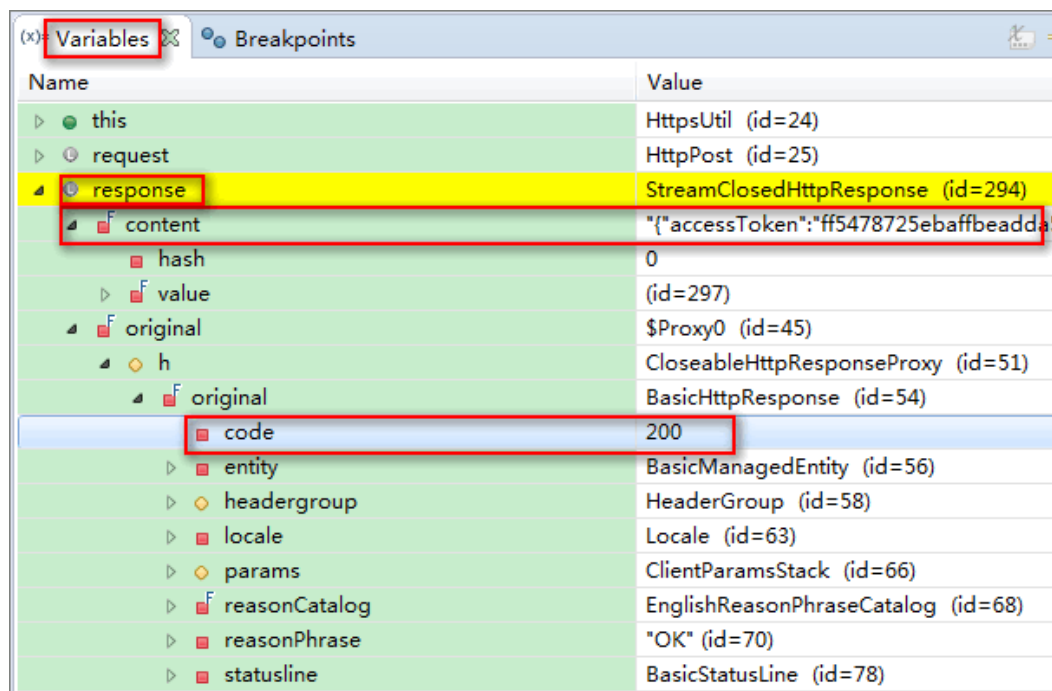 (x)= Variables Breakpoints
Name Value
this HttpsUtil (id=24)
request HttpPost (id=25)
response StreamClosedHttpResponse (id=294)
content "{"accessToken":"ff5478725ebaffbeadda
hash 0
value (id=297)
original $Proxy0 (id=45)
h CloseableHttpResponseProxy (id=51)
original BasicHttpResponse (id=54)
code 200
entity BasicManagedEntity (id=56)
headergroup HeaderGroup (id=58)
locale Locale (id=63)
params ClientParamsStack (id=66)
reasonCatalog EnglishReasonPhraseCatalog (id=68)
reasonPhrase "OK" (id=70)
statusline BasicStatusLine (id=78)